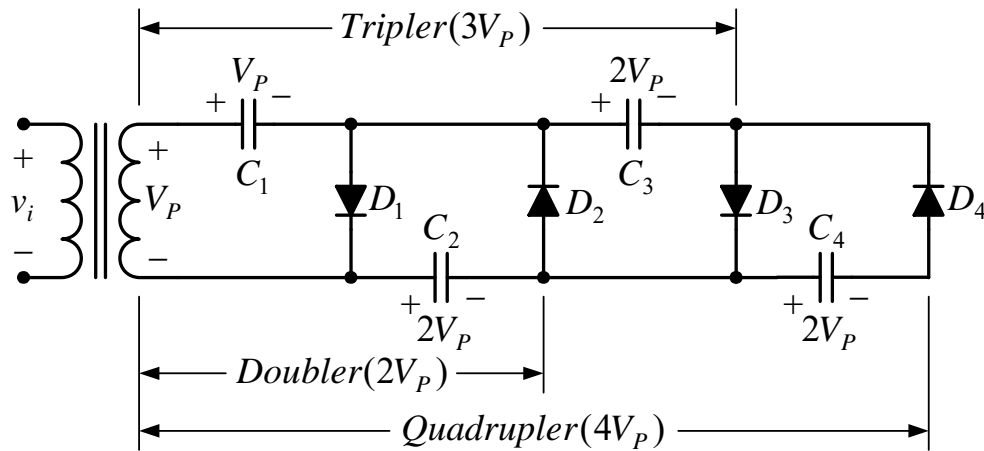 Tripler(3V_P)
V_P
2V_P
+ −
+ −
+
v_i
−
+
V_P
−
C_1
C_3
D_1
D_2
D_3
D_4
C_2
C_4
+ −
2V_P
+ −
2V_P
Doubler(2V_P)
Quadrupler(4V_P)